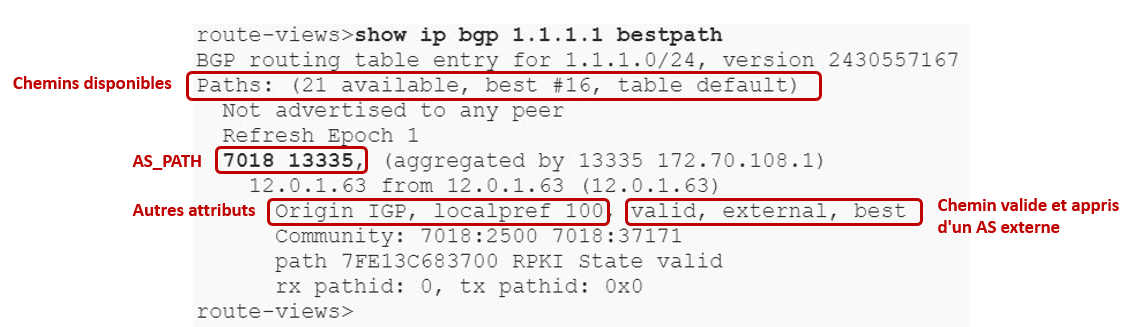 route-views>show ip bgp 1.1.1.1 bestpath
BGP routing table entry for 1.1.1.0/24, version 2430557167
Chemins disponibles
Paths: (21 available, best #16, table default)
Not advertised to any peer
Refresh Epoch 1
AS_PATH
7018 13335, (aggregated by 13335 172.70.108.1)
12.0.1.63 from 12.0.1.63 (12.0.1.63)
Autres attributs
Origin IGP, localpref 100, valid, external, best
Chemin valide et appris
d'un AS externe
Community: 7018:2500 7018:37171
path 7FE13C683700 RPKI State valid
rx pathid: 0, tx pathid: 0x0
route-views>